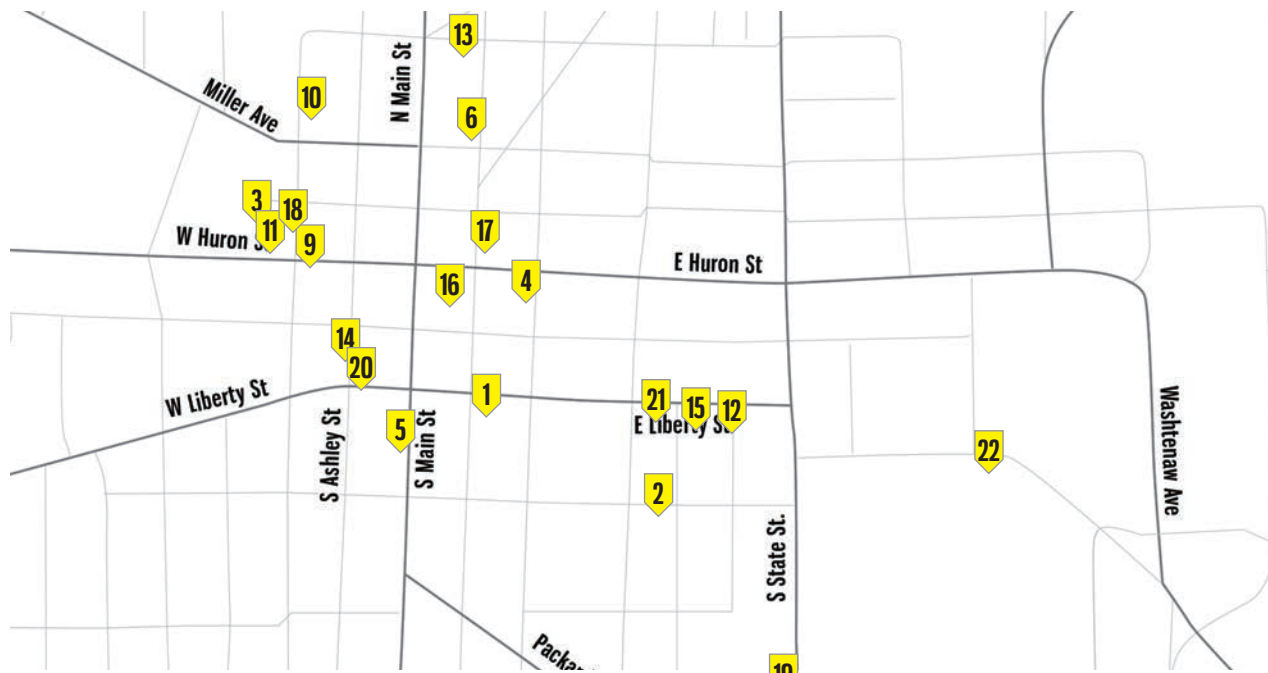 13
N Main St
10
Miller Ave
6
3
18
11
17
W Huron
9
E Huron St
16
4
14
20
W Liberty St
1
21
15
12
E Liberty St
5
S Ashley St
S Main St
Washtenaw Ave
22
2
S State St.